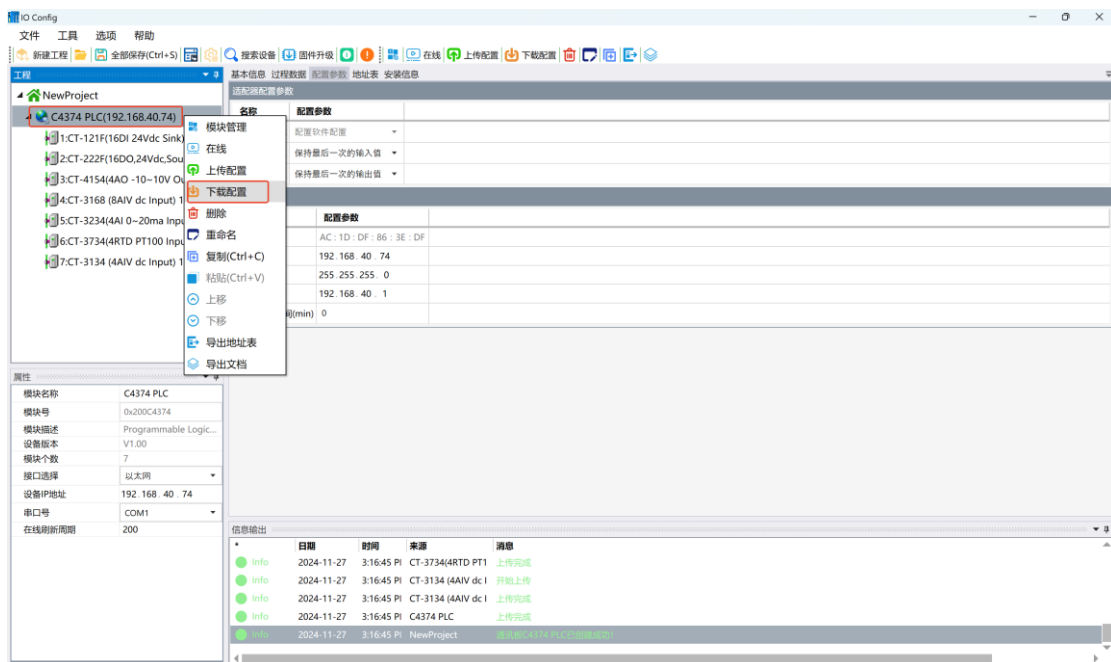 IO Config
文件 工具 选项 帮助
新建工程 全部保存(Ctrl+S) 搜索设备 固件升级 在线 上传配置 下载配置
工程
NewProject
C4374 PLC(192.168.40.74)
1:CT-121F(16DI 24Vdc Sink)
2:CT-222F(16DO,24Vdc,Sou
3:CT-4154(4AO -10~10V Ou
4:CT-3168 (8AIV dc Input) 1
5:CT-3234(4AI 0~20ma Inpu
6:CT-3734(4RTD PT100 Inpu
7:CT-3134 (4AIV dc Input) 1
模块管理
在线
上传配置
下载配置
删除
重命名
复制(Ctrl+C)
粘贴(Ctrl+V)
上移
下移
导出地址表
导出文档
基本信息 过程数据 配置参数 地址表 安装信息
适配器配置参数
名称 配置参数
配置软件配置
保持最后一次的输入值
保持最后一次的输出值
配置参数
AC : 1D : DF : 86 : 3E : DF
192 . 168 . 40 . 74
255 . 255 . 255 . 0
192 . 168 . 40 . 1
(min) 0
属性
模块名称 C4374 PLC
模块号 0x200C4374
模块描述 Programmable Logic...
设备版本 V1.00
模块个数 7
接口选择 以太网
设备IP地址 192 . 168 . 40 . 74
串口号 COM1
在线刷新周期 200
信息输出
* 日期 时间 来源 消息
Info 2024-11-27 3:16:45 PI CT-3734(4RTD PT1 上传完成
Info 2024-11-27 3:16:45 PI CT-3134 (4AIV dc I 开始上传
Info 2024-11-27 3:16:45 PI CT-3134 (4AIV dc I 上传完成
Info 2024-11-27 3:16:45 PI C4374 PLC 上传完成
Info 2024-11-27 3:16:45 PI NewProject 通讯部C4374 PLC已创建成功!